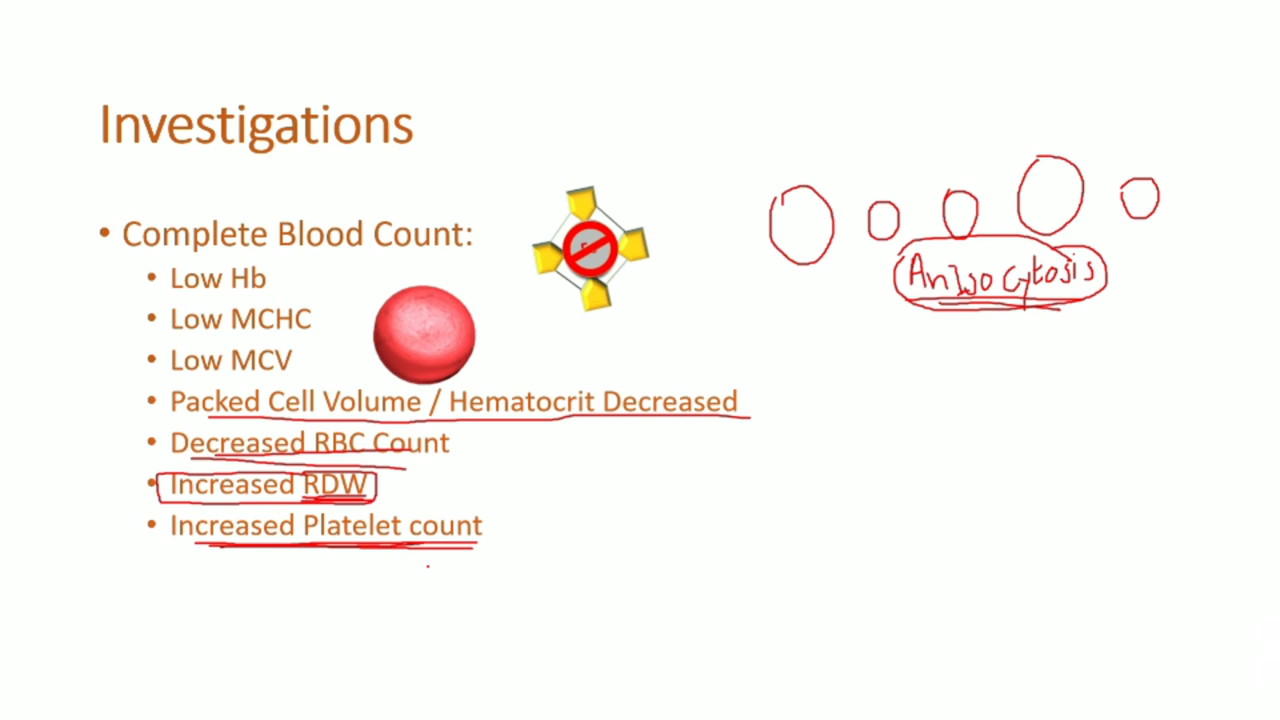 Investigations
• Complete Blood Count:
• Low Hb
• Low MCHC
• Low MCV
• Packed Cell Volume / Hematocrit Decreased
• Decreased RBC Count
• Increased RDW
• Increased Platelet count
Anisocytosis